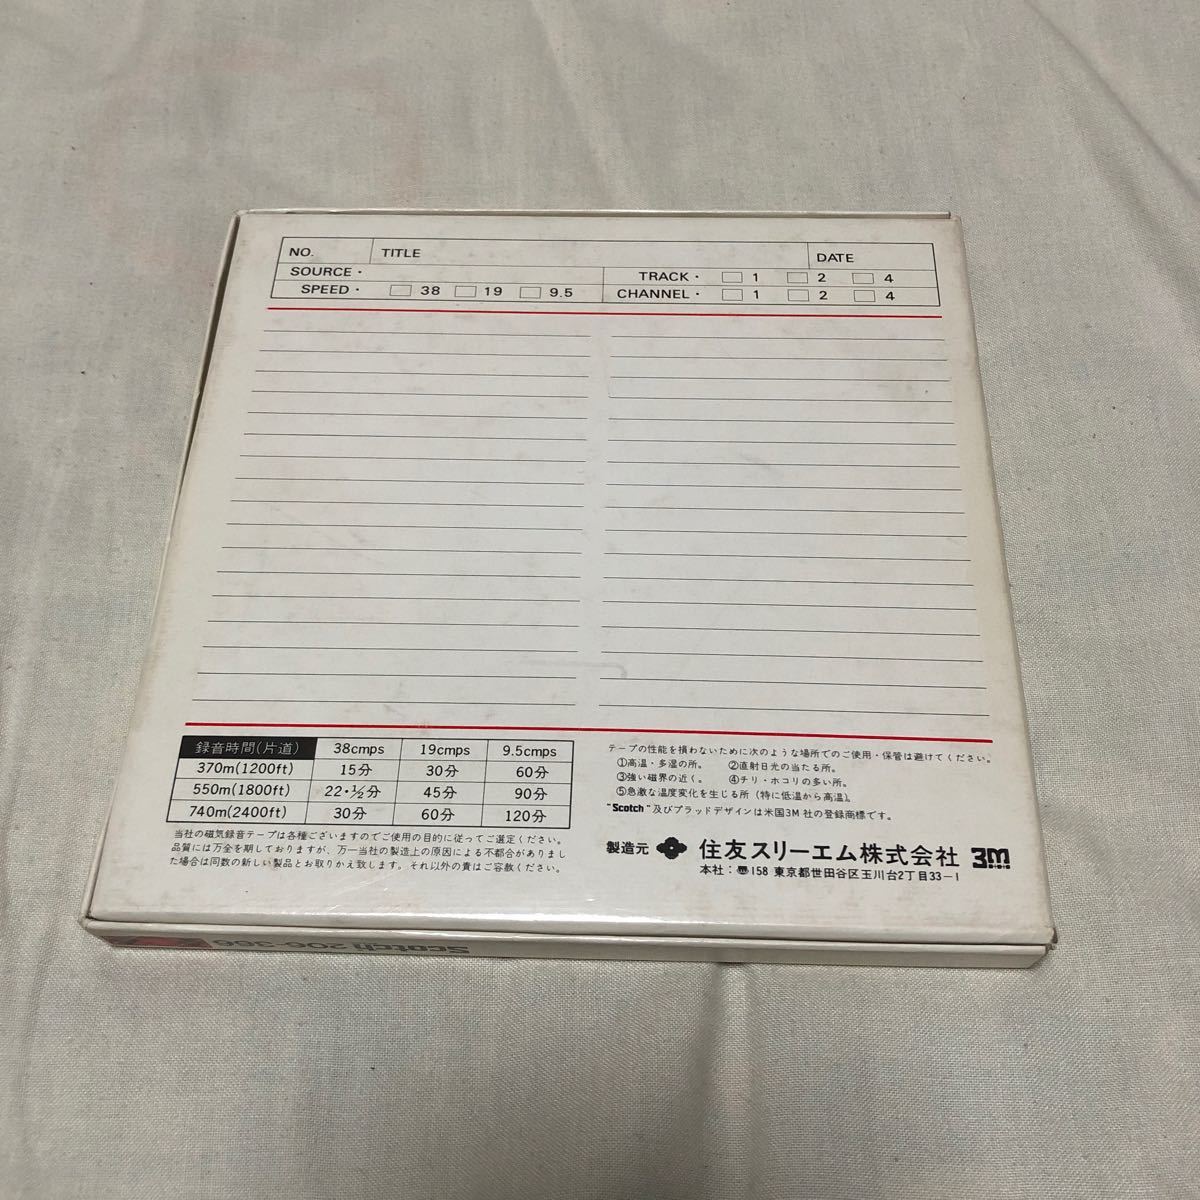 NO. TITLE DATE
SOURCE・ TRACK・ 1 2 4
SPEED・ 38 19 9.5 CHANNEL・ 1 2 4
録音時間(片道) 38cmps 19cmps 9.5cmps
370m(1200ft) 15分 30分 60分
550m(1800ft) 22・½分 45分 90分
740m(2400ft) 30分 60分 120分
当社の磁気録音テープは各種ございますのでご使用の目的に従ってご選定ください。
品質には万全を期しておりますが、万一当社の製造上の原因による不都合がありまし
た場合は同数の新しい製品とお取りかえ致します。それ以外の責はご容赦ください。
テープの性能を損わないために次のような場所でのご使用・保管は避けてください。
①高温・多湿の所。 ②直射日光の当たる所。
③強い磁界の近く。 ④チリ・ホコリの多い所。
⑤急激な温度変化を生じる所（特に低温から高温）。
"Scotch"及びプラッドデザインは米国3M社の登録商標です。
製造元 住友スリーエム株式会社 3M
本社：〠158 東京都世田谷区玉川台2丁目33−1
Scotch 206-366